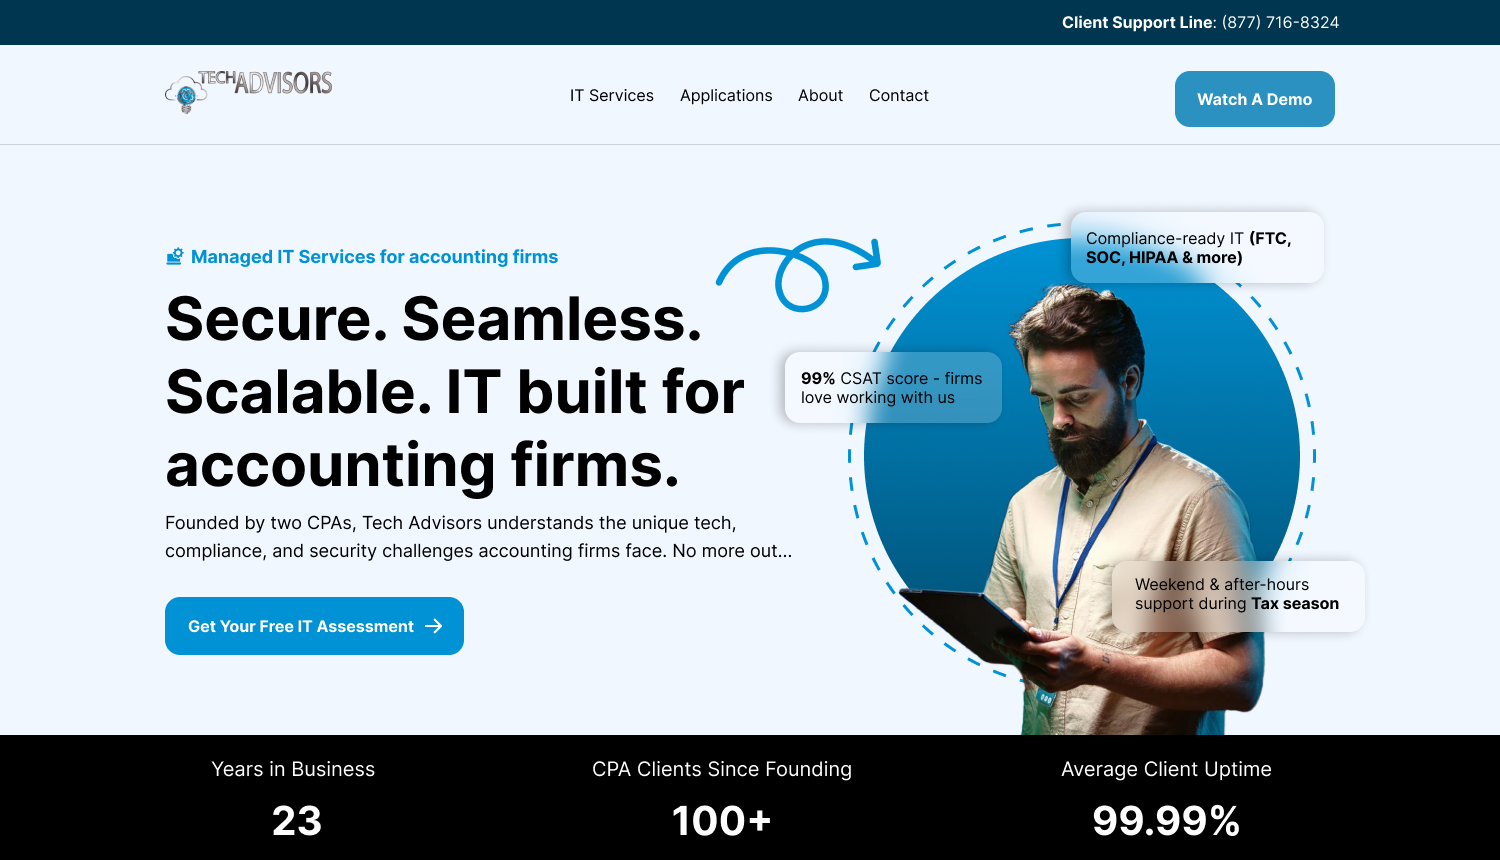 Client Support Line: (877) 716-8324
TECHADVISORS
IT Services
Applications
About
Contact
Watch A Demo
Managed IT Services for accounting firms
Secure. Seamless.
Scalable. IT built for
accounting firms.
Founded by two CPAs, Tech Advisors understands the unique tech,
compliance, and security challenges accounting firms face. No more out...
Get Your Free IT Assessment
Compliance-ready IT (FTC,
SOC, HIPAA & more)
99% CSAT score - firms
love working with us
Weekend & after-hours
support during Tax season
Years in Business
23
CPA Clients Since Founding
100+
Average Client Uptime
99.99%